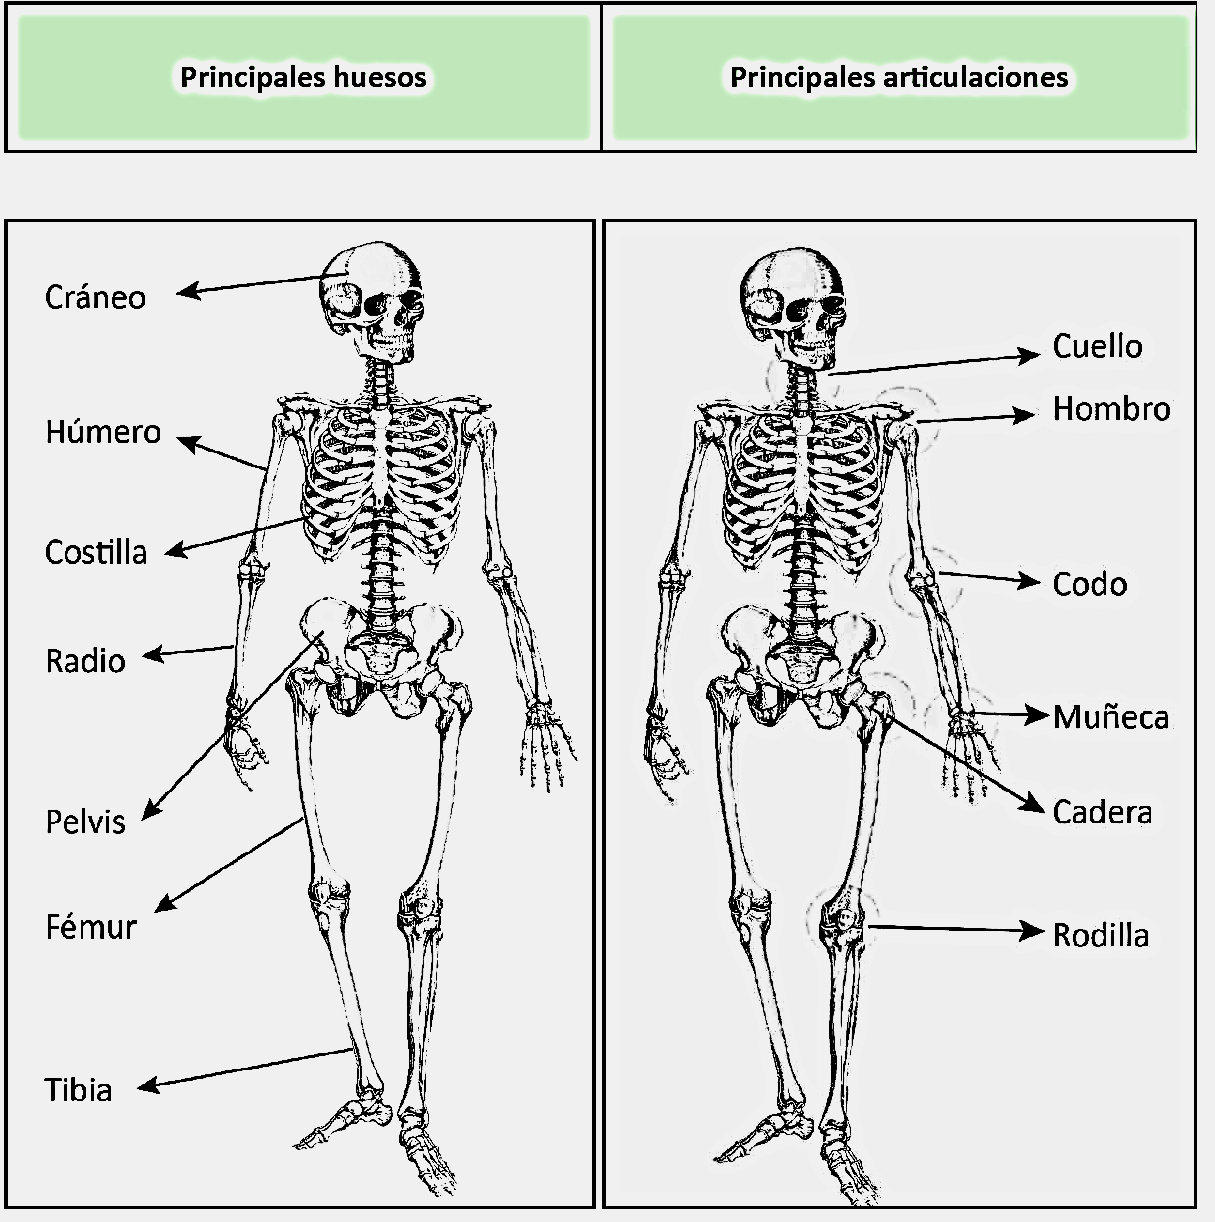 Principales huesos
Principales articulaciones
Cráneo
Húmero
Costilla
Radio
Pelvis
Fémur
Tibia
Cuello
Hombro
Codo
Muñeca
Cadera
Rodilla